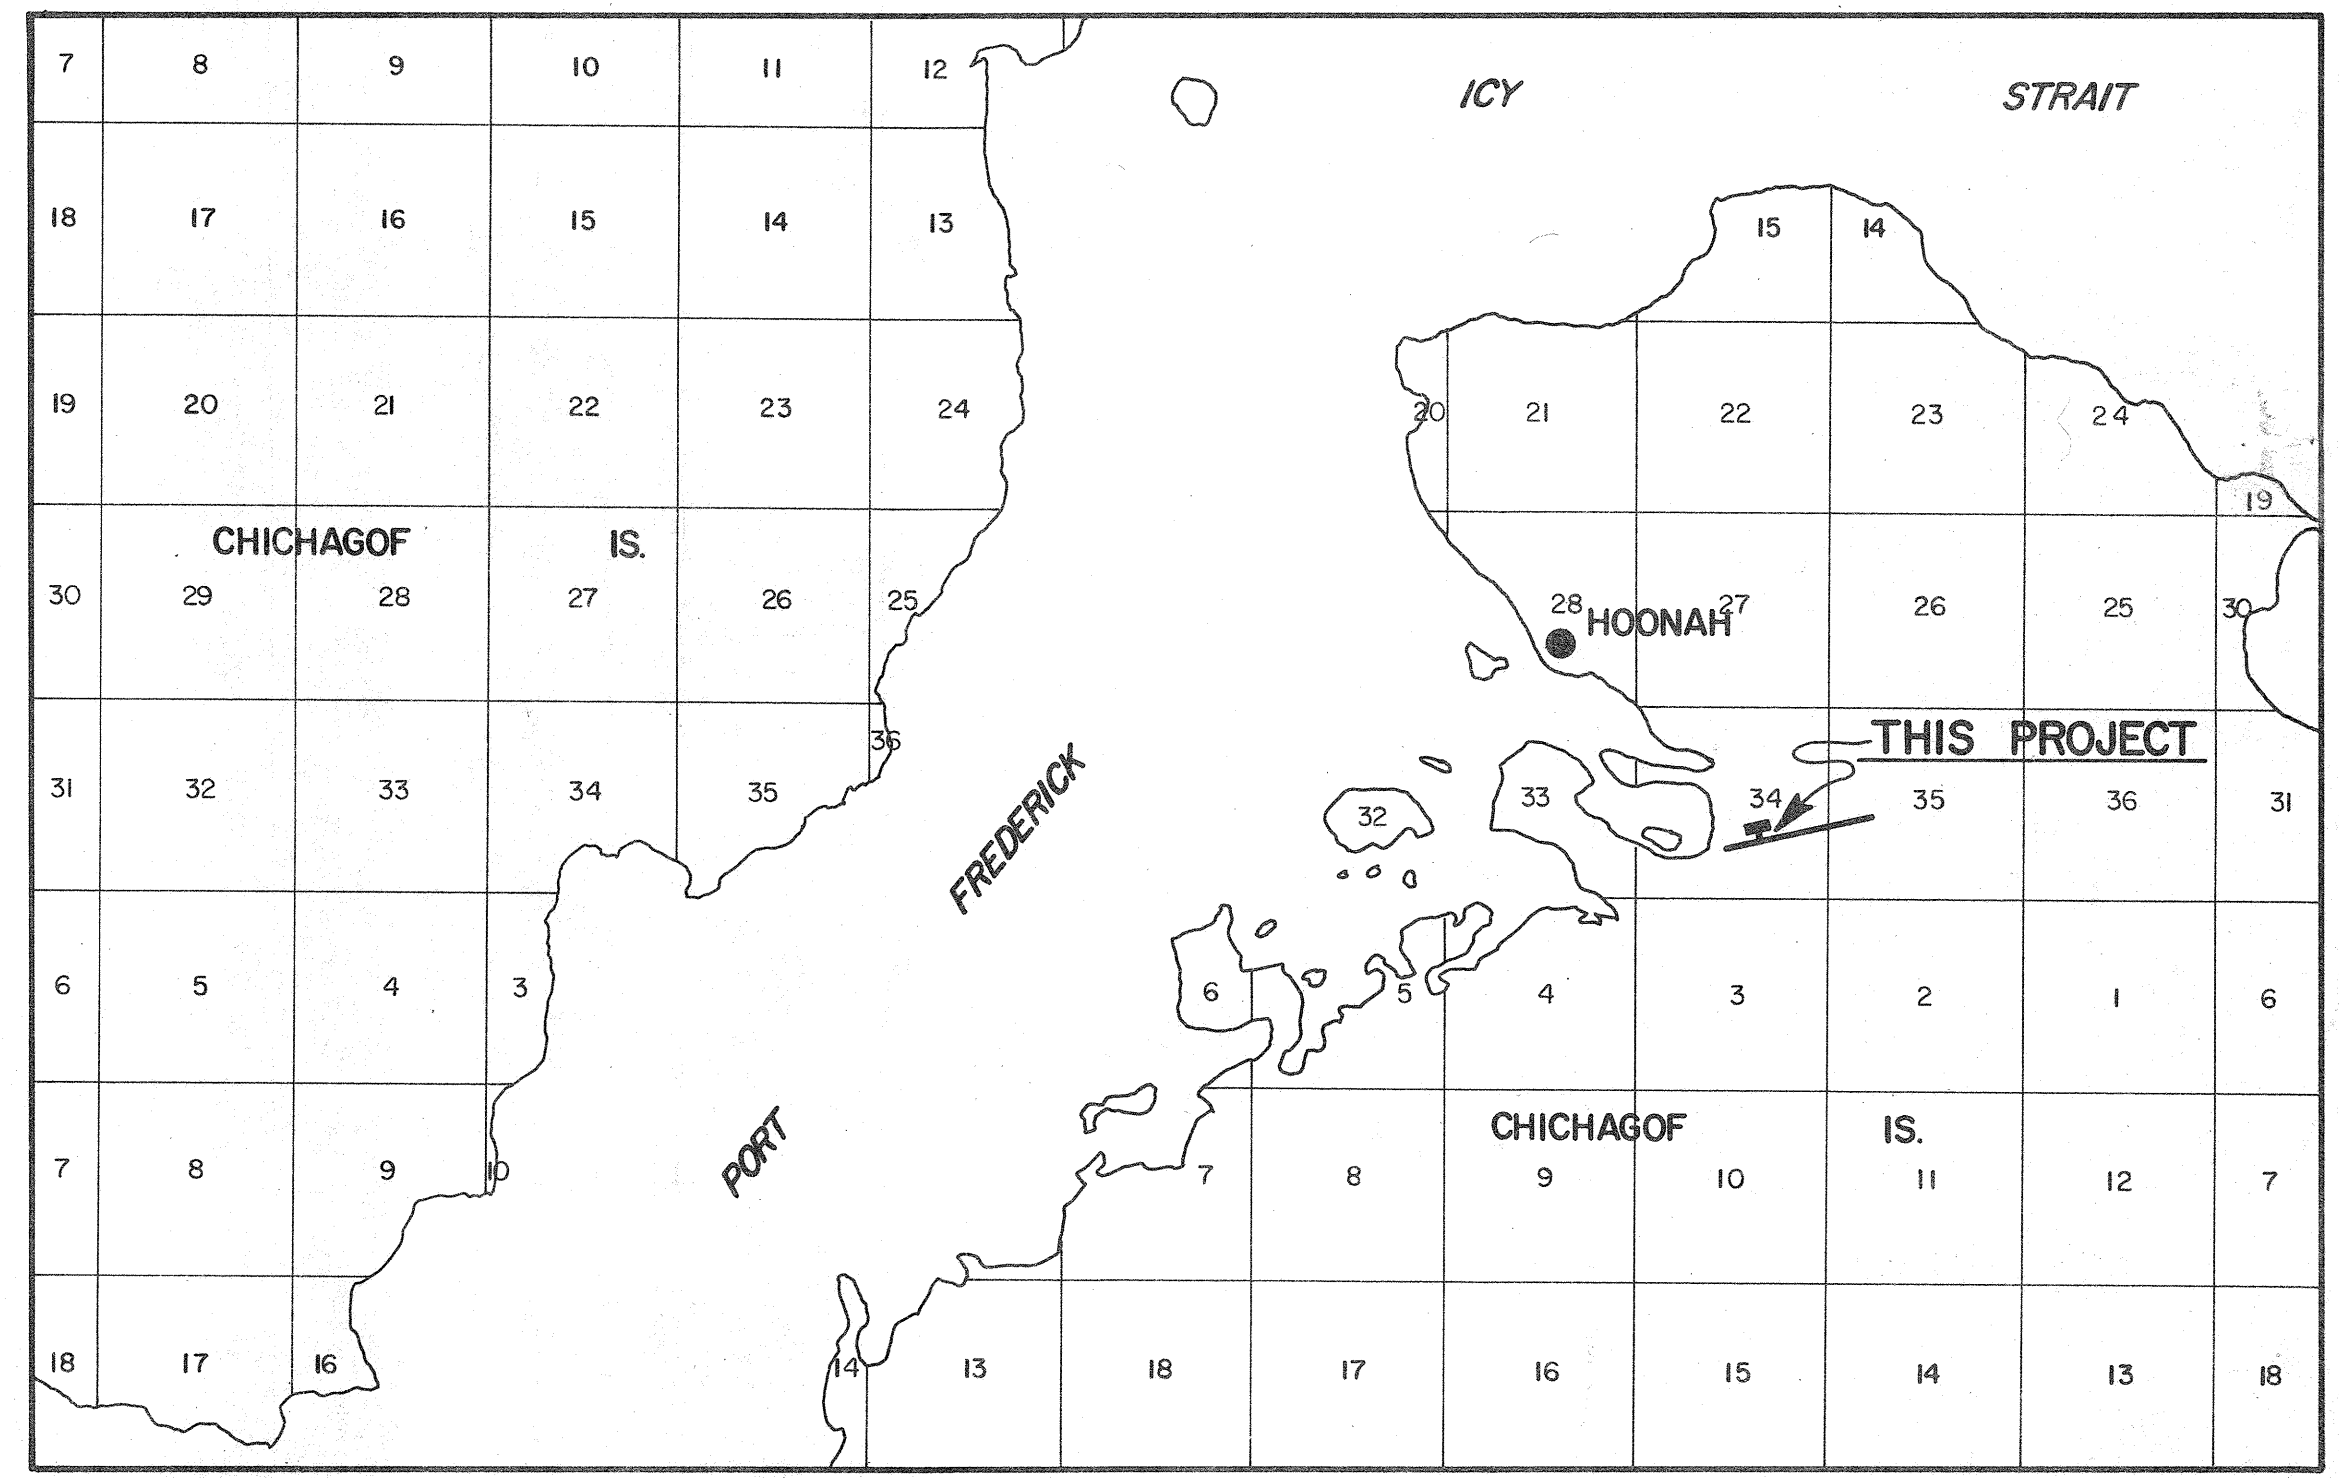 7 8 9 10 11 12
ICY STRAIT
18 17 16 15 14 13
15 14
19 20 21 22 23 24
20 21 22 23 24
19
CHICHAGOF IS.
30 29 28 27 26 25
28 27 26 25 30
HOONAH
36
THIS PROJECT
31 32 33 34 35
32 33 34 35 36 31
PORT FREDERICK
6 5 4 3
6 5 4 3 2 1 6
CHICHAGOF IS.
7 8 9 10
7 8 9 10 11 12 7
18 17 16
14 13 18 17 16 15 14 13 18